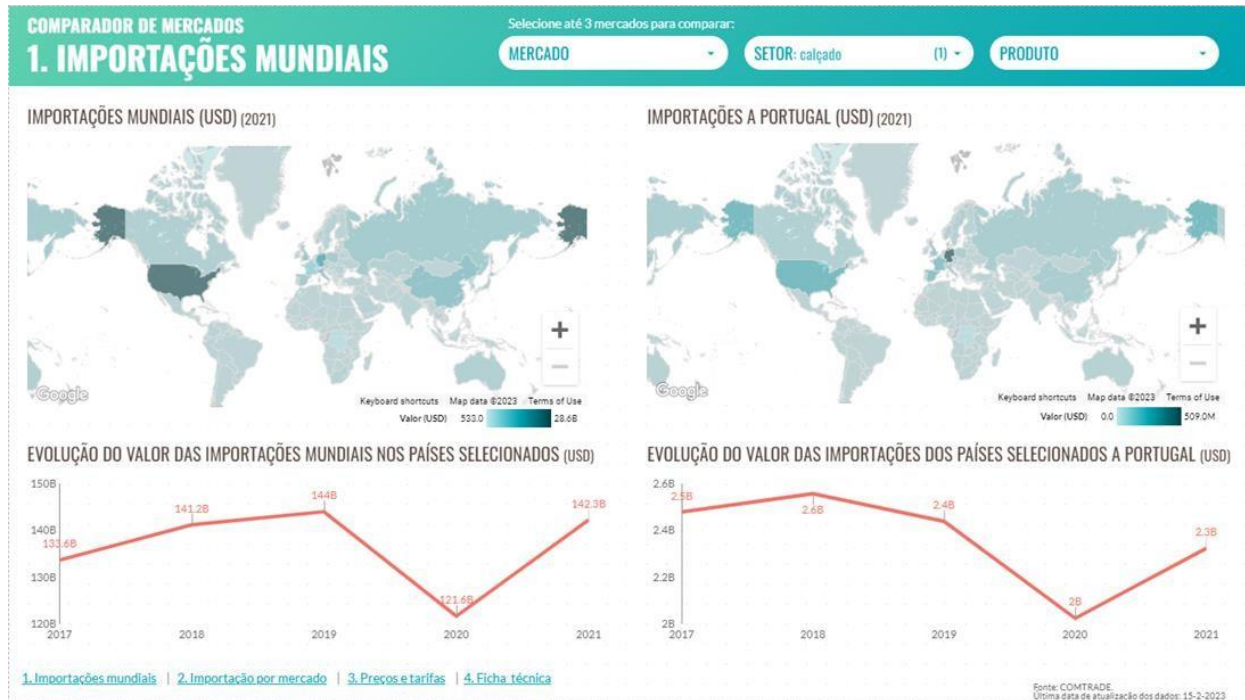 COMPARADOR DE MERCADOS
1. IMPORTAÇÕES MUNDIAIS
Selecione até 3 mercados para comparar:
MERCADO
SETOR: calçado (1)
PRODUTO
IMPORTAÇÕES MUNDIAIS (USD) (2021)
Google
Keyboard shortcuts Map data ©2023 Terms of Use
Valor (USD) 533.0 28.6B
IMPORTAÇÕES A PORTUGAL (USD) (2021)
Google
Keyboard shortcuts Map data ©2023 Terms of Use
Valor (USD) 0.0 509.0M
EVOLUÇÃO DO VALOR DAS IMPORTAÇÕES MUNDIAIS NOS PAÍSES SELECIONADOS (USD)
150B
140B
130B
120B
133.6B
141.2B
144B
121.6B
142.3B
2017 2018 2019 2020 2021
EVOLUÇÃO DO VALOR DAS IMPORTAÇÕES DOS PAÍSES SELECIONADOS A PORTUGAL (USD)
2.6B
2.4B
2.2B
2B
2.5B
2.6B
2.4B
2B
2.3B
2017 2018 2019 2020 2021
1. Importações mundiais | 2. Importação por mercado | 3. Preços e tarifas | 4. Ficha técnica
Fonte: COMTRADE.
Última data de atualização dos dados: 15-2-2023